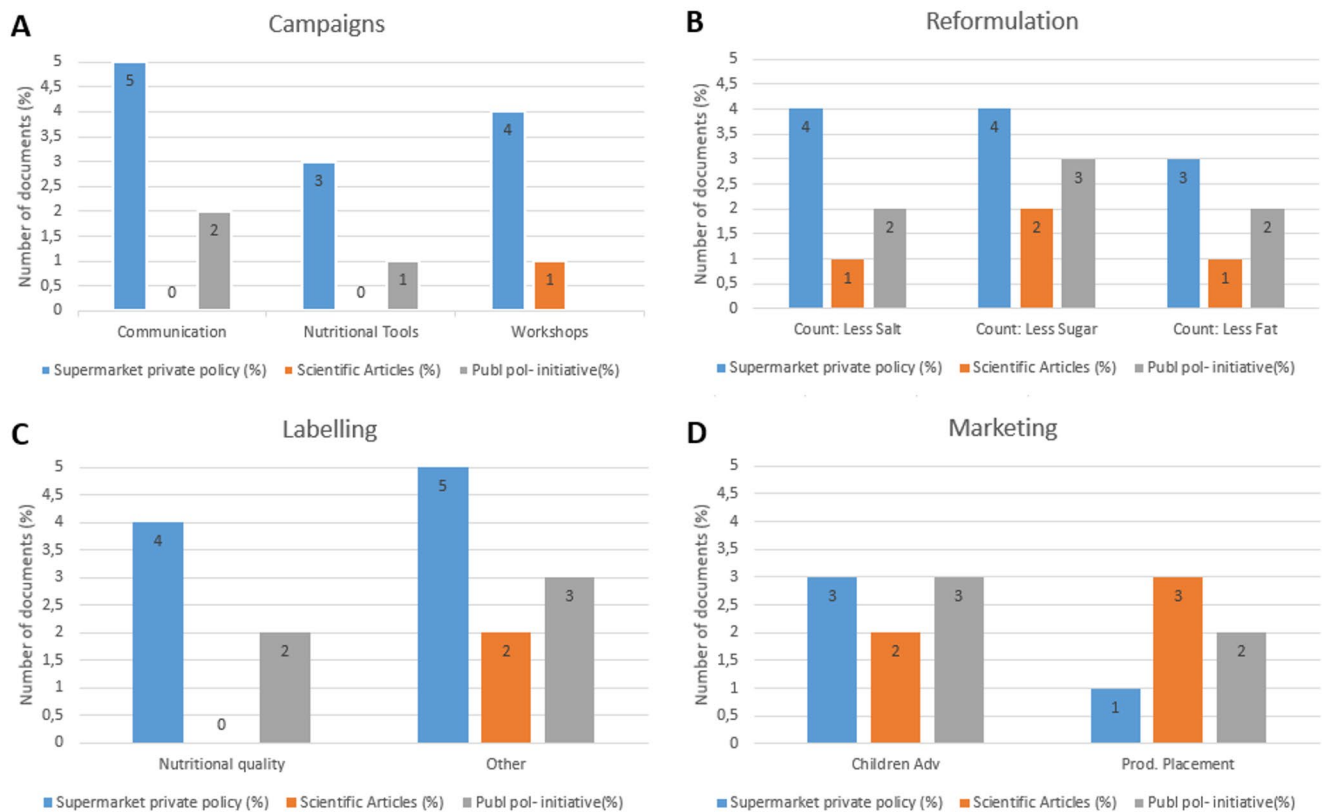 A
Campaigns
Number of documents (%)
5
4,5
4
3,5
3
2,5
2
1,5
1
0,5
0
5
0
2
3
0
1
4
1
Communication
Nutritional Tools
Workshops
Supermarket private policy (%)
Scientific Articles (%)
Publ pol- initiative(%)
B
Reformulation
Number of documents (%)
5
4,5
4
3,5
3
2,5
2
1,5
1
0,5
0
4
1
2
4
2
3
3
1
2
Count: Less Salt
Count: Less Sugar
Count: Less Fat
Supermarket private policy (%)
Scientific Articles (%)
Publ pol- initiative(%)
C
Labelling
Number of documents (%)
5
4,5
4
3,5
3
2,5
2
1,5
1
0,5
0
4
0
2
5
2
3
Nutritional quality
Other
Supermarket private policy (%)
Scientific Articles (%)
Publ pol- initiative(%)
D
Marketing
Number of documents (%)
5
4,5
4
3,5
3
2,5
2
1,5
1
0,5
0
3
2
3
1
3
2
Children Adv
Prod. Placement
Supermarket private policy (%)
Scientific Articles (%)
Publ pol- initiative(%)